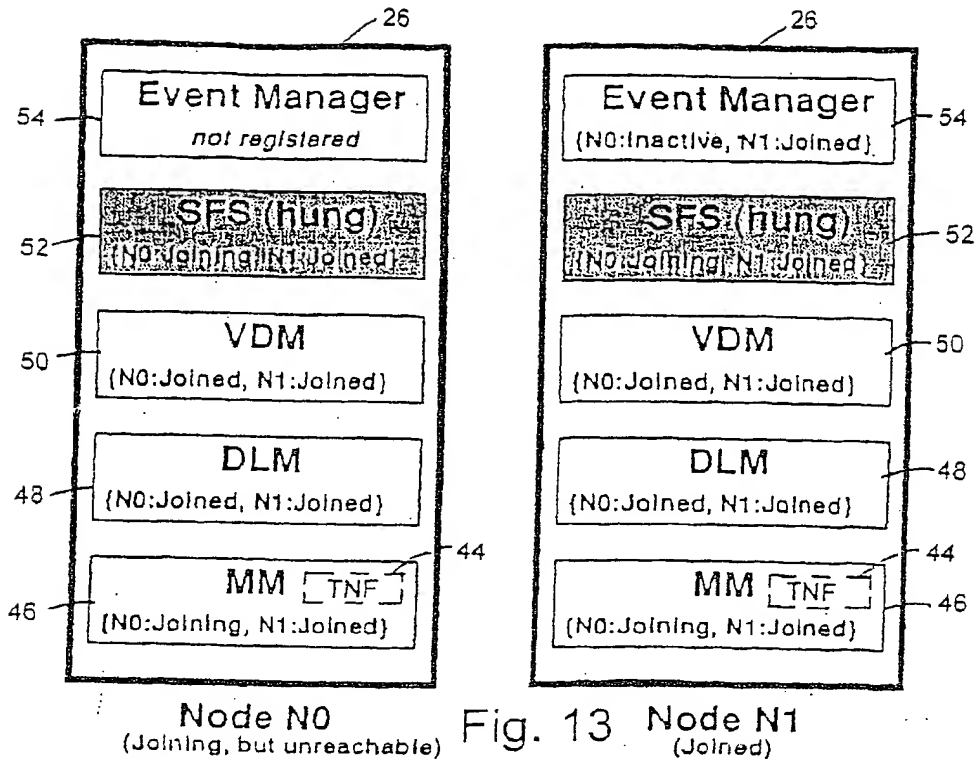 26
54
Event Manager
not registered
52
SFS (hung)
{N0:Joining, N1:Joined}
50
VDM
{N0:Joined, N1:Joined}
48
DLM
{N0:Joined, N1:Joined}
44
46
MM
TNF
{N0:Joining, N1:Joined}
Node N0
(Joining, but unreachable)
26
54
Event Manager
{N0:Inactive, N1:Joined}
52
SFS (hung)
{N0:Joining, N1:Joined}
50
VDM
{N0:Joined, N1:Joined}
48
DLM
{N0:Joined, N1:Joined}
44
46
MM
TNF
{N0:Joining, N1:Joined}
Fig. 13
Node N1
(Joined)